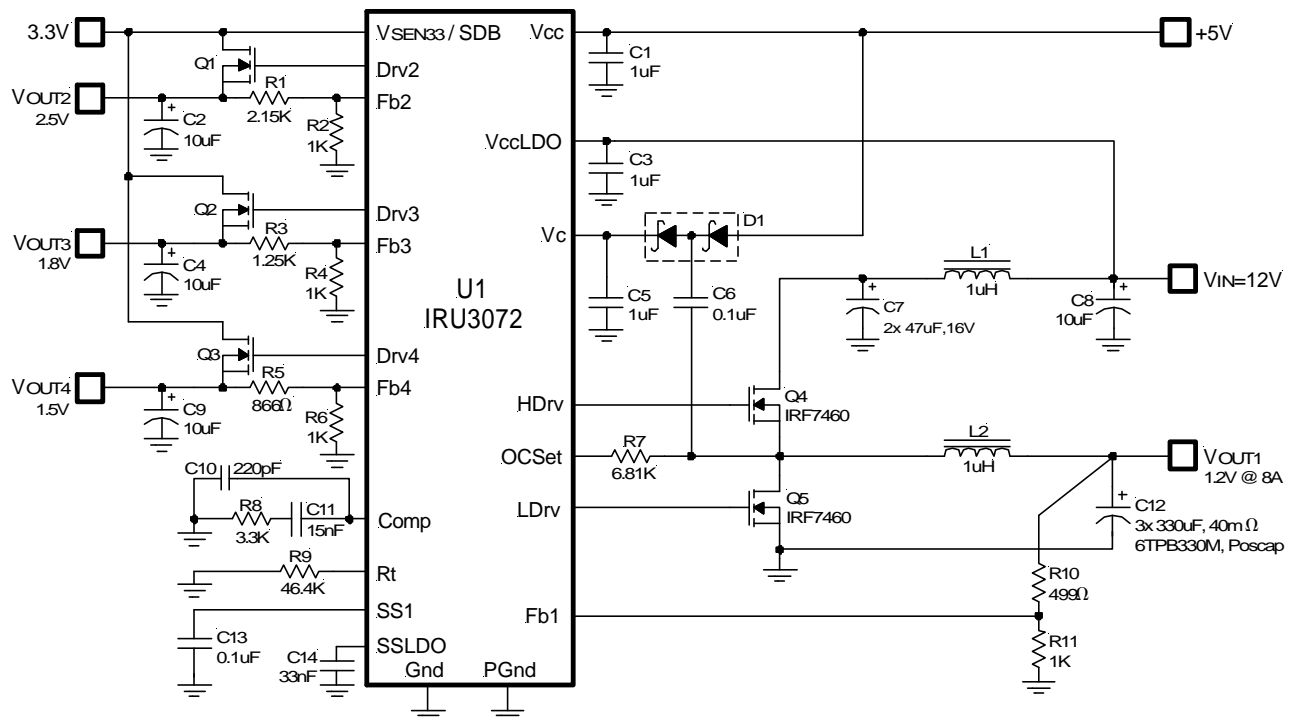 3.3V
VOUT2
2.5V
VOUT3
1.8V
VOUT4
1.5V
Q1
R1
2.15K
C2
10uF
R2
1K
Q2
R3
1.25K
C4
10uF
R4
1K
Q3
R5
866Ω
C9
10uF
R6
1K
C10
220pF
R8
3.3K
C11
15nF
R9
46.4K
C13
0.1uF
C14
33nF
VSEN33 / SDB
Drv2
Fb2
Drv3
Fb3
Drv4
Fb4
Comp
Rt
SS1
SSLDO
Gnd
PGnd
U1
IRU3072
Vcc
VccLDO
Vc
HDrv
OCSet
LDrv
Fb1
C1
1uF
C3
1uF
D1
C5
1uF
C6
0.1uF
C7
2x 47uF,16V
L1
1uH
C8
10uF
Q4
IRF7460
R7
6.81K
L2
1uH
Q5
IRF7460
C12
3x 330uF, 40mΩ
6TPB330M, Poscap
R10
499Ω
R11
1K
+5V
VIN=12V
VOUT1
1.2V @ 8A